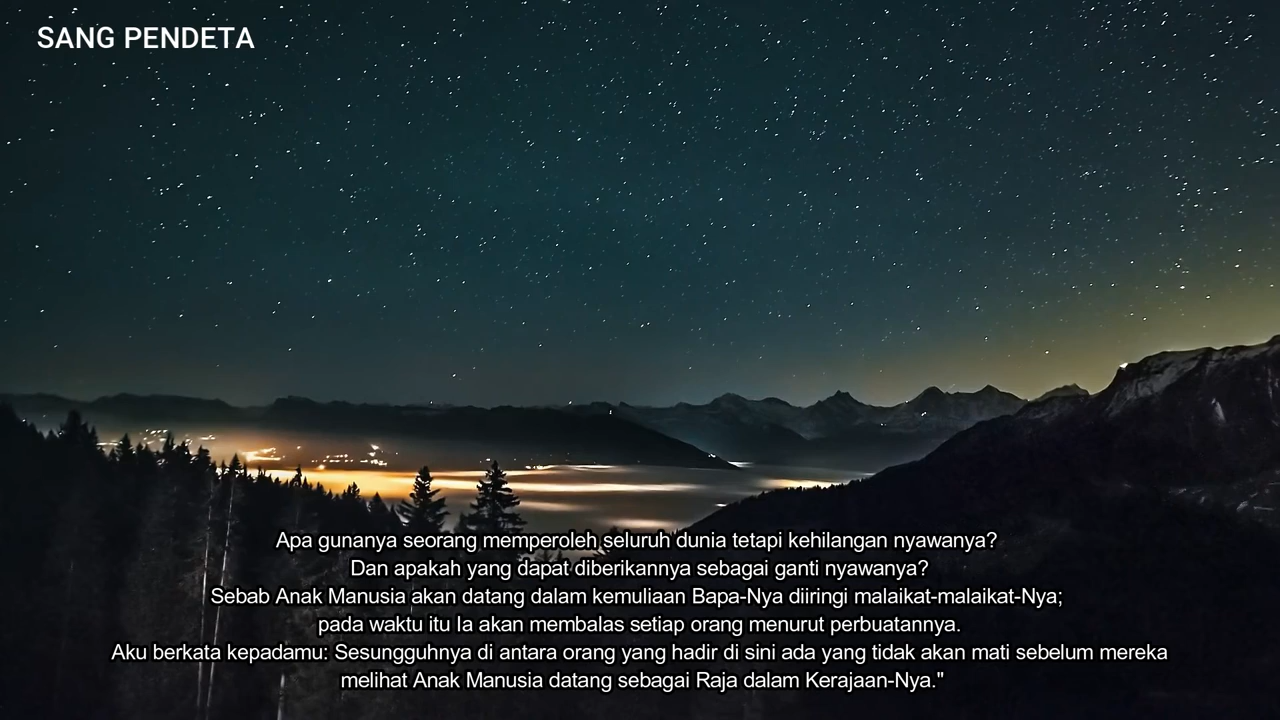 SANG PENDETA
Apa gunanya seorang memperoleh seluruh dunia tetapi kehilangan nyawanya?
Dan apakah yang dapat diberikannya sebagai ganti nyawanya?
Sebab Anak Manusia akan datang dalam kemuliaan Bapa-Nya diiringi malaikat-malaikat-Nya;
pada waktu itu Ia akan membalas setiap orang menurut perbuatannya.
Aku berkata kepadamu: Sesungguhnya di antara orang yang hadir di sini ada yang tidak akan mati sebelum mereka
melihat Anak Manusia datang sebagai Raja dalam Kerajaan-Nya."